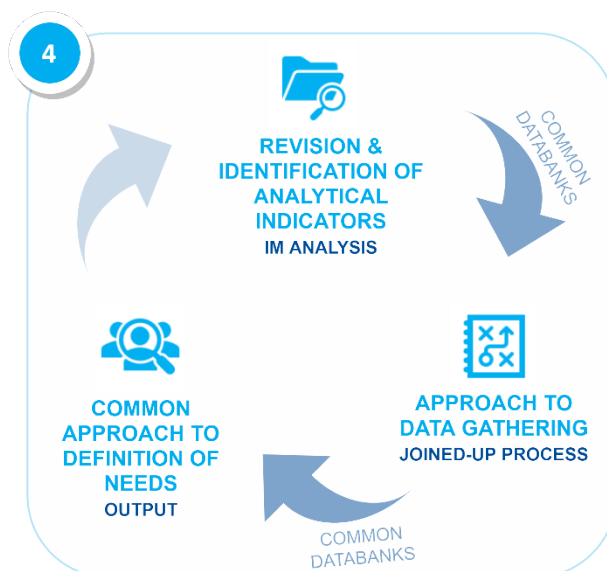 4
REVISION &
IDENTIFICATION OF
ANALYTICAL
INDICATORS
IM ANALYSIS
COMMON
DATABANKS
APPROACH TO
DATA GATHERING
JOINED-UP PROCESS
COMMON
DATABANKS
COMMON
APPROACH TO
DEFINITION OF
NEEDS
OUTPUT